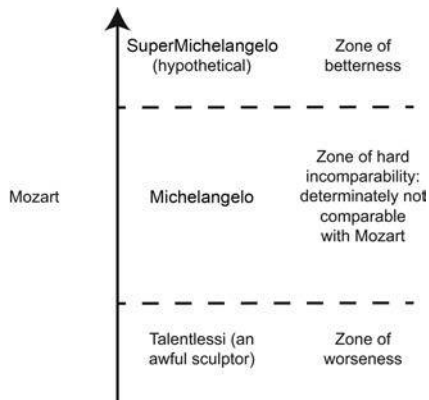 SuperMichelangelo
(hypothetical)
Zone of
betterness
Mozart
Michelangelo
Zone of hard
incomparability:
determinately not
comparable
with Mozart
Talentlessi (an
awful sculptor)
Zone of
worseness